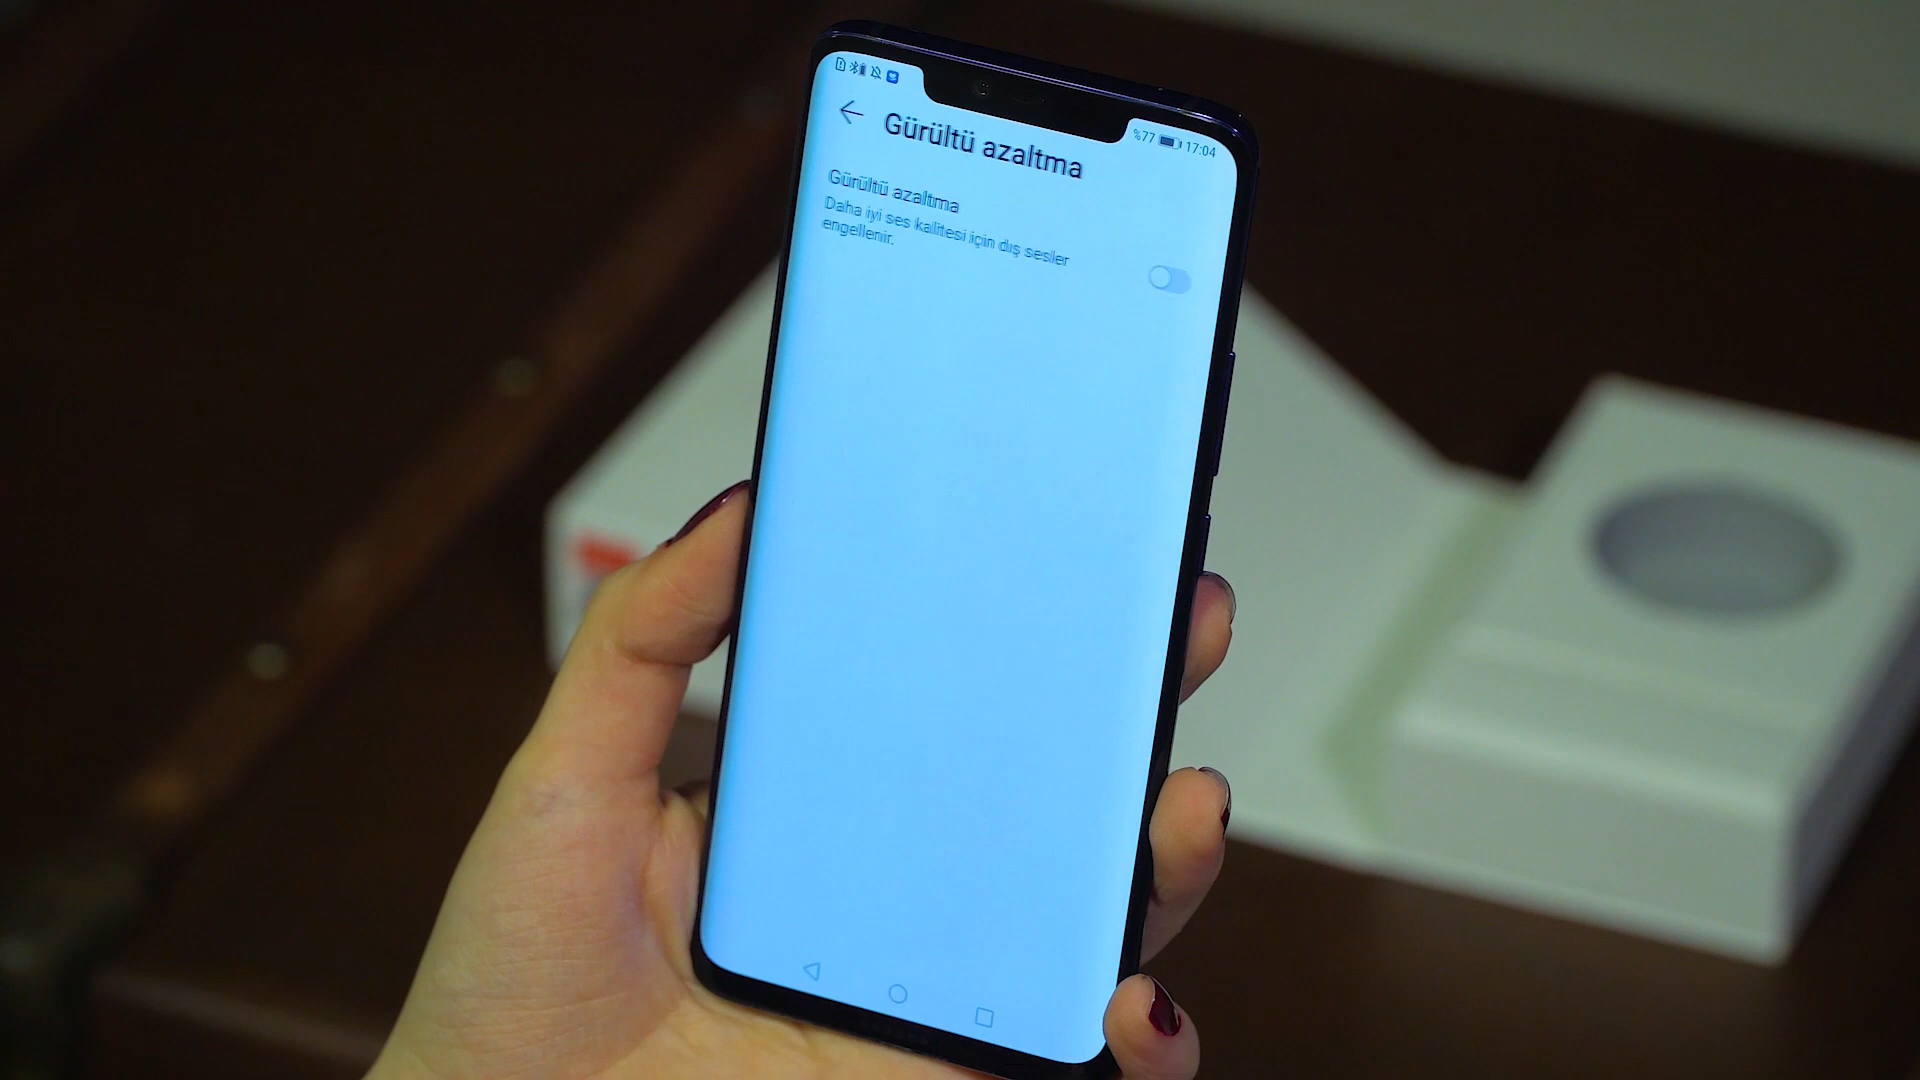 %77 17:04
Gürültü azaltma
Gürültü azaltma
Daha iyi ses kalitesi için dış sesler
engellenir.